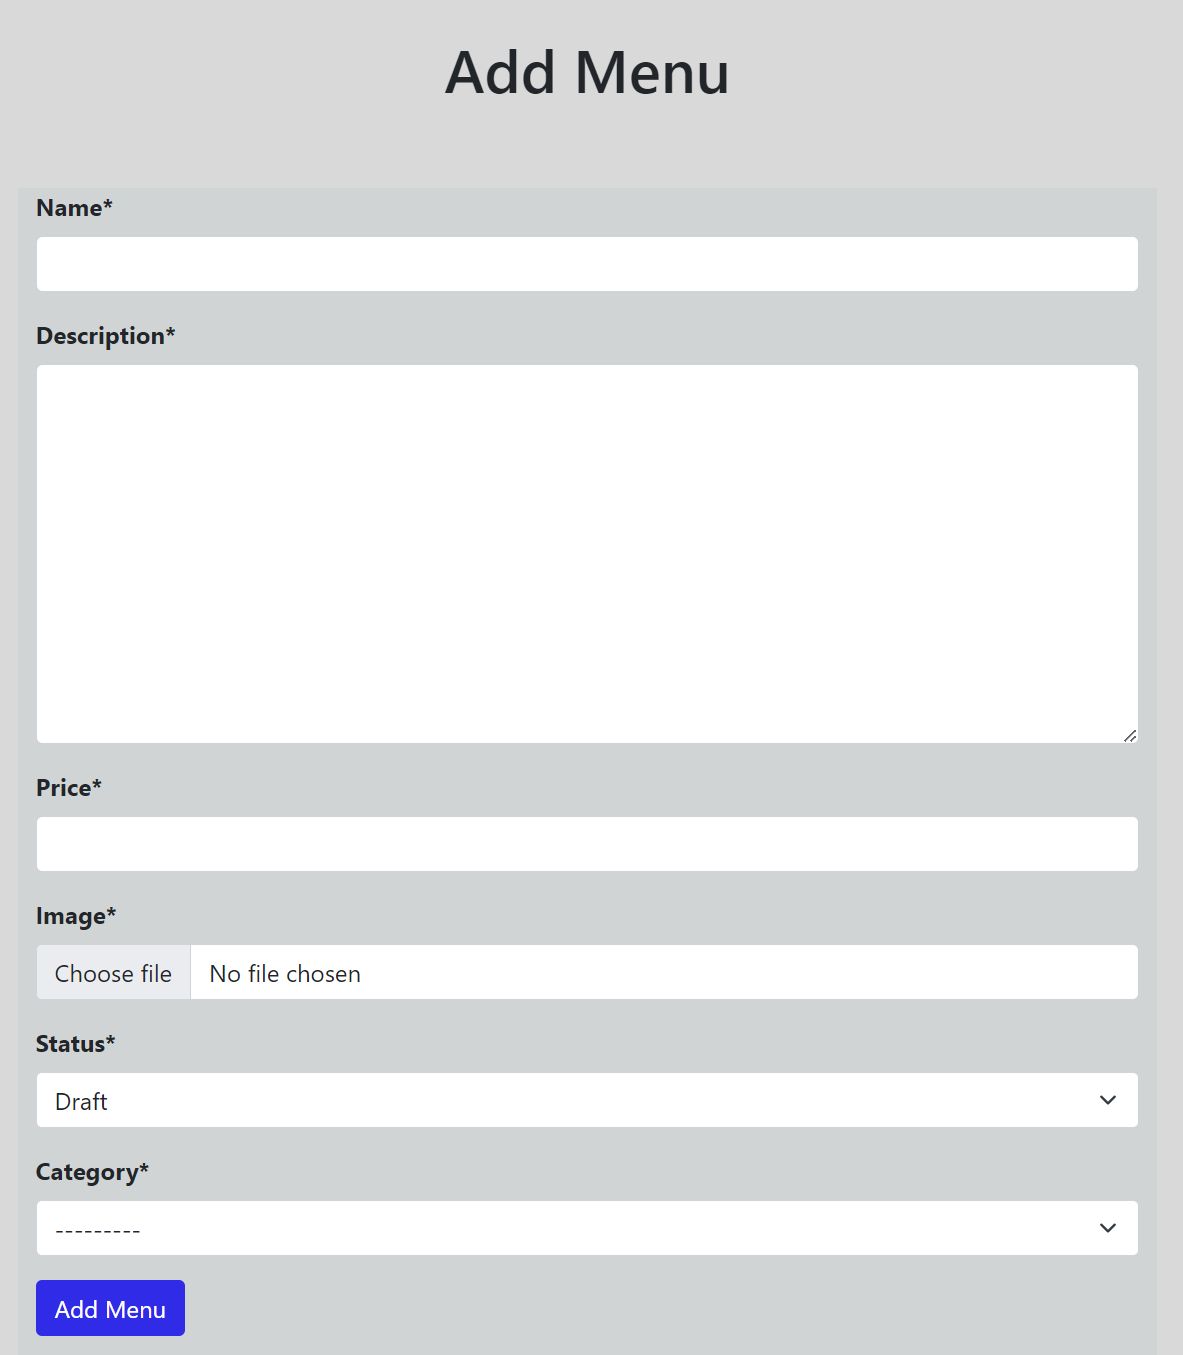 Add Menu
Name*
Description*
Price*
Image*
Choose file No file chosen
Status*
Draft
Category*
---------
Add Menu